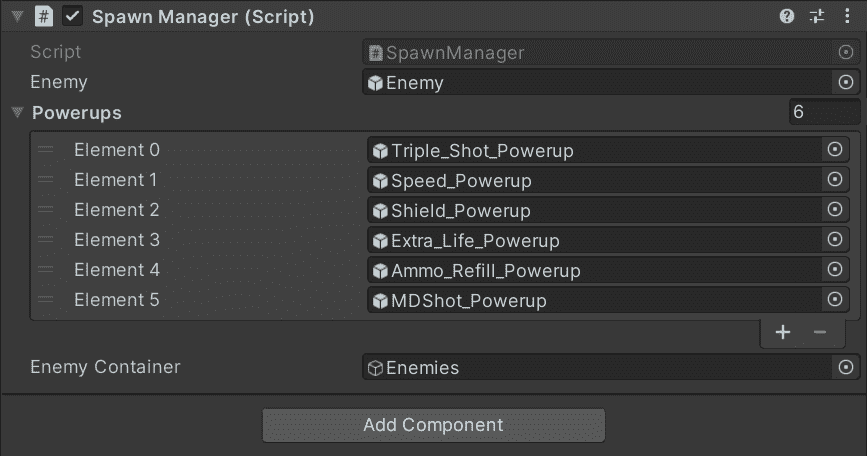 Spawn Manager (Script)
Script SpawnManager
Enemy Enemy
Powerups 6
Element 0 Triple_Shot_Powerup
Element 1 Speed_Powerup
Element 2 Shield_Powerup
Element 3 Extra_Life_Powerup
Element 4 Ammo_Refill_Powerup
Element 5 MDShot_Powerup
Enemy Container Enemies
Add Component